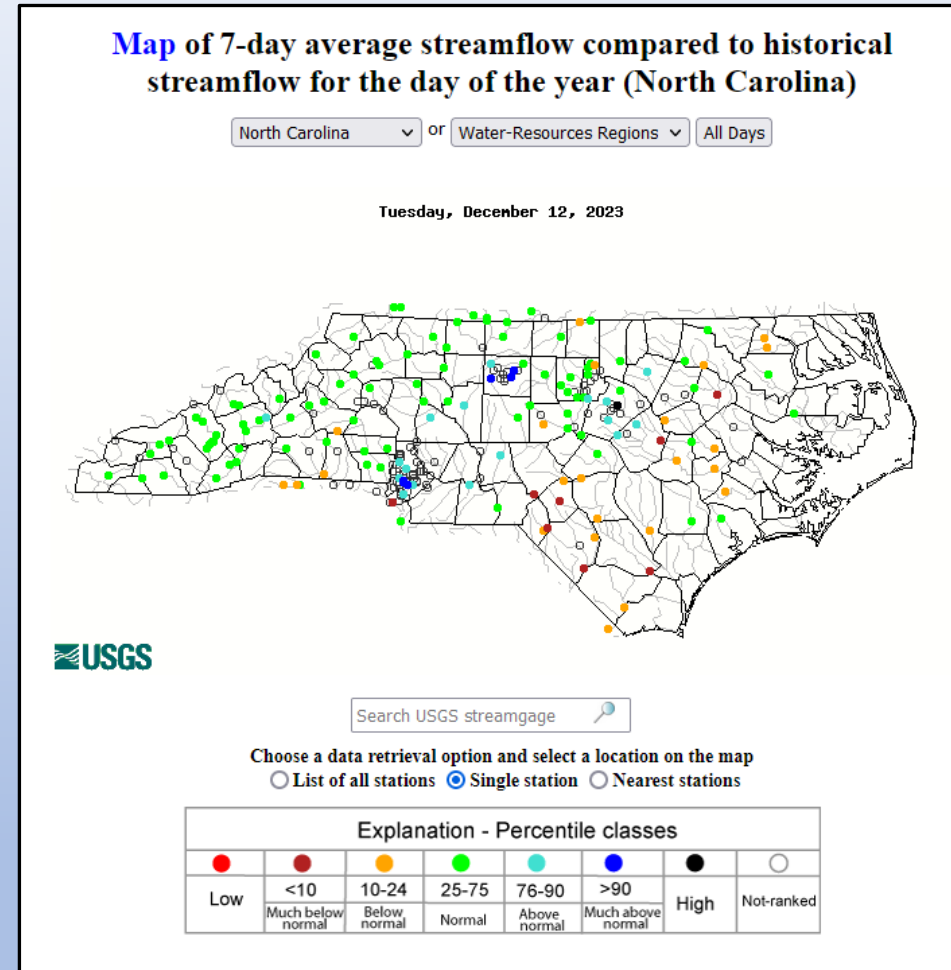 Map of 7-day average streamflow compared to historical
streamflow for the day of the year (North Carolina)
North Carolina or Water-Resources Regions All Days
Tuesday, December 12, 2023
USGS
Search USGS streamgage
Choose a data retrieval option and select a location on the map
List of all stations Single station Nearest stations
Explanation - Percentile classes
Low <10 10-24 25-75 76-90 >90 High Not-ranked
Much below normal Below normal Normal Above normal Much above normal